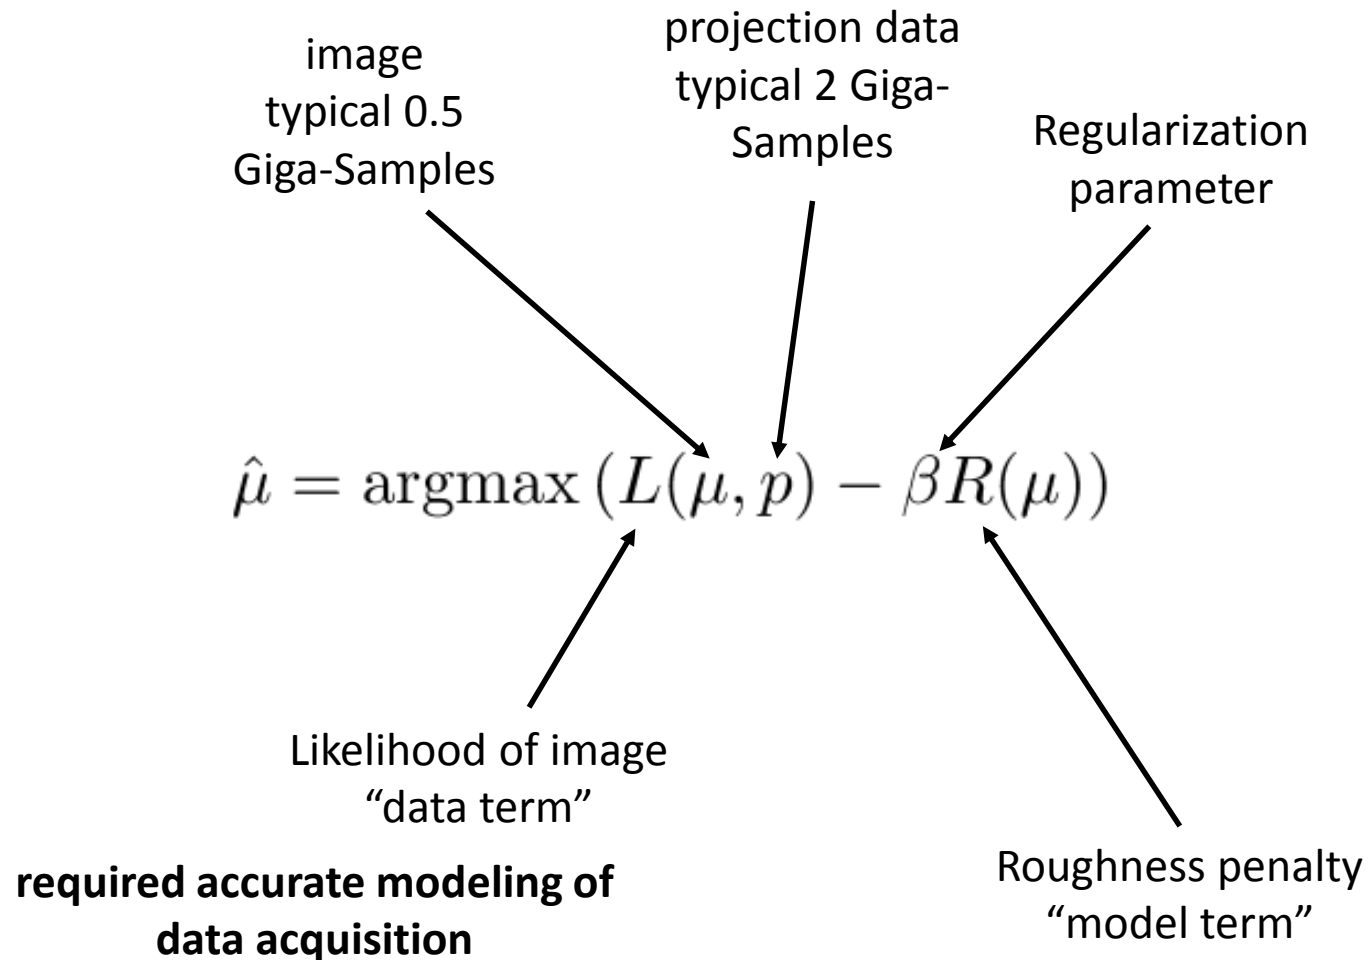 image
typical 0.5
Giga-Samples
projection data
typical 2 Giga-
Samples
Regularization
parameter
μ̂ = argmax (L(μ, p) − βR(μ))
Likelihood of image
“data term”
required accurate modeling of
data acquisition
Roughness penalty
“model term”